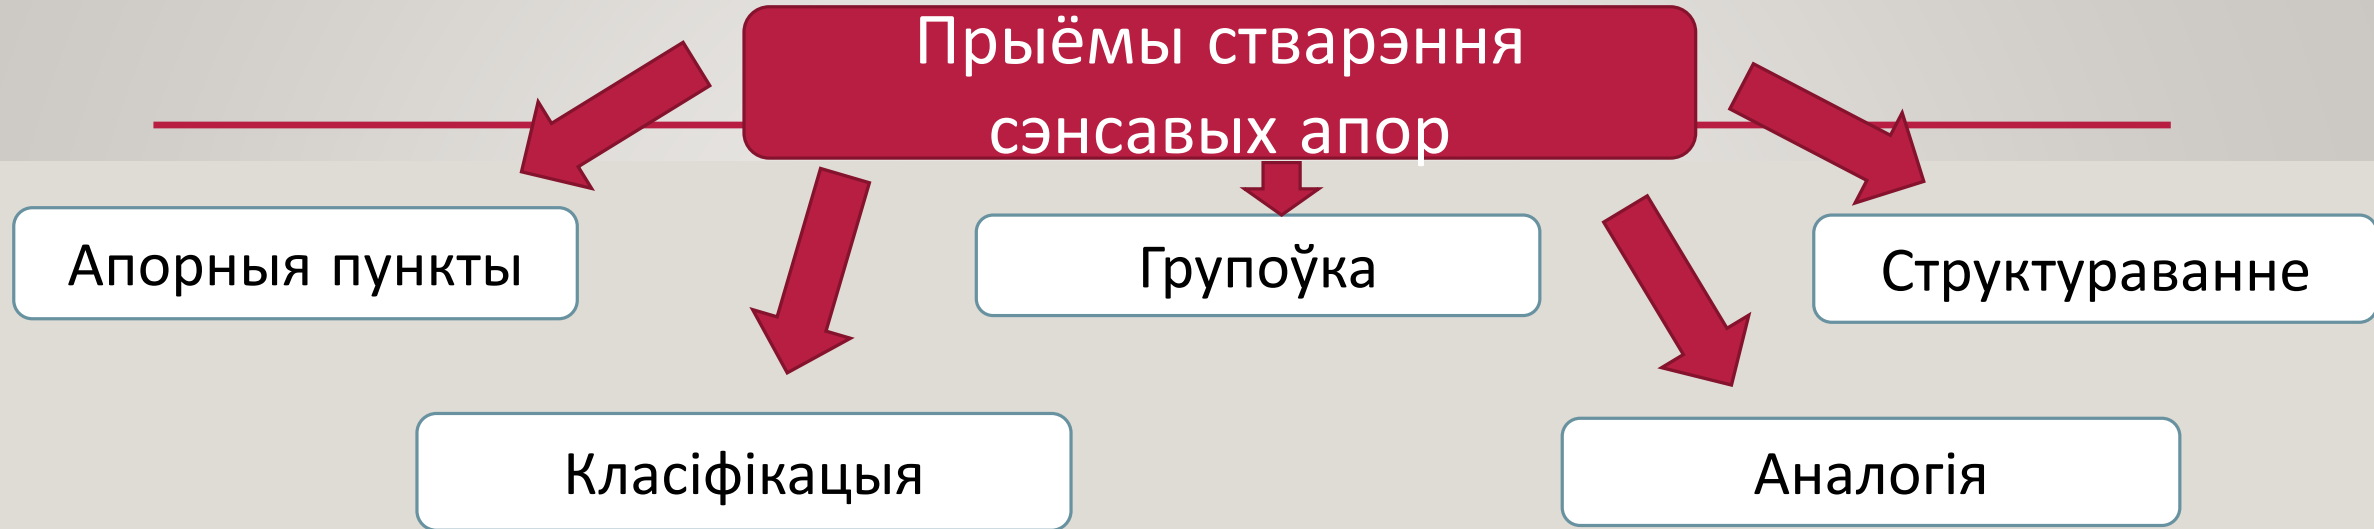 Прыёмы стварэння
сэнсавых апор
Апорныя пункты
Групоўка
Структураванне
Класіфікацыя
Аналогія